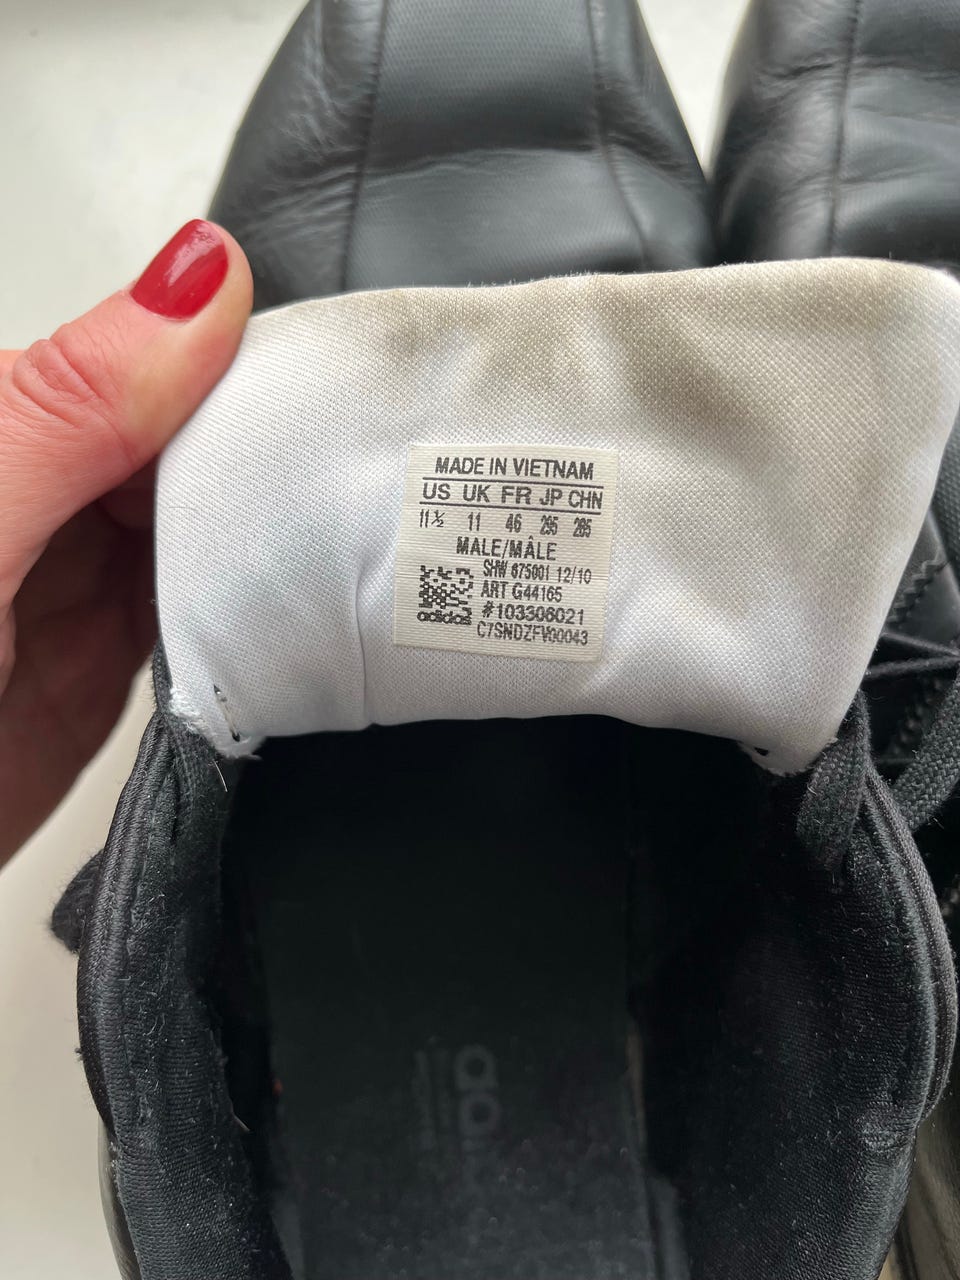 MADE IN VIETNAM
US UK FR JP CHN
11½ 11 46 295 285
MALE/MÂLE
SHW 675001 12/10
ART G44165
adidas #103306021
C7SNDZFV00043